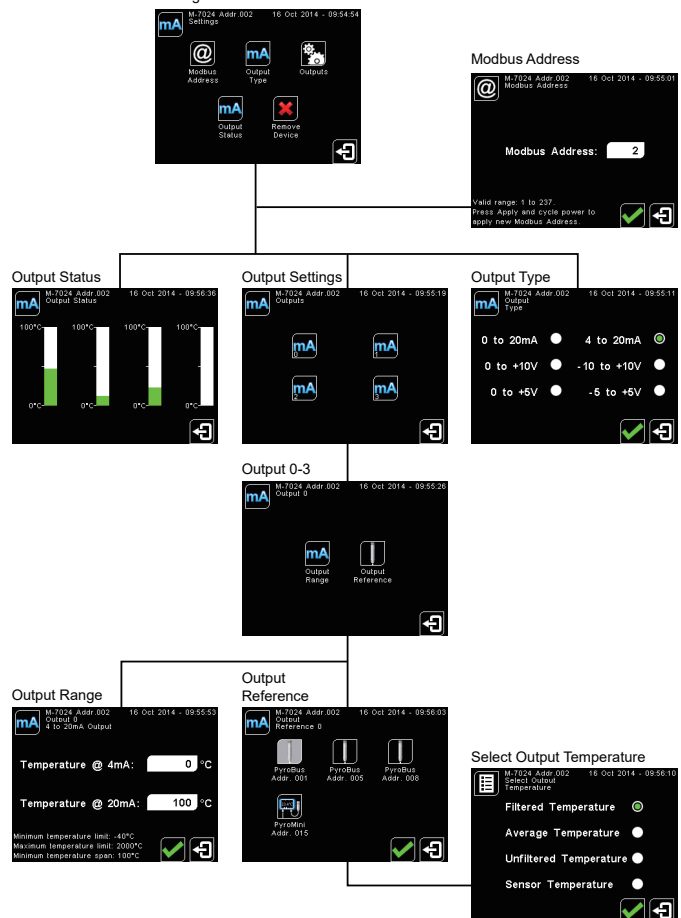 M-7024 Addr.002 16 Oct 2014 - 09:54:54
mA Settings
@ mA
Modbus Address Output Type Outputs
mA
Output Status Remove Device
Modbus Address
M-7024 Addr.002 16 Oct 2014 - 09:55:01
@ Modbus Address
Modbus Address: 2
Valid range: 1 to 237.
Press Apply and cycle power to
apply new Modbus Address.
Output Status
M-7024 Addr.002 16 Oct 2014 - 09:56:36
mA Output Status
100°C 100°C 100°C 100°C
0°C 0°C 0°C 0°C
Output Settings
M-7024 Addr.002 16 Oct 2014 - 09:55:19
mA Outputs
mA 0 mA 1
mA 2 mA 3
Output Type
M-7024 Addr.002 16 Oct 2014 - 09:55:11
mA Output
Type
0 to 20mA 4 to 20mA
0 to +10V -10 to +10V
0 to +5V -5 to +5V
Output 0-3
M-7024 Addr.002 16 Oct 2014 - 09:55:26
mA Output 0
mA
Output Range Output Reference
Output Range
M-7024 Addr.002 16 Oct 2014 - 09:55:53
mA Output 0
4 to 20mA Output
Temperature @ 4mA: 0 °C
Temperature @ 20mA: 100 °C
Minimum temperature limit: -40°C
Maximum temperature limit: 2000°C
Minimum temperature span: 100°C
Output
Reference
M-7024 Addr.002 16 Oct 2014 - 09:56:03
mA Output
Reference 0
PyroBus Addr. 001 PyroBus Addr. 005 PyroBus Addr. 008
PyroMini Addr. 015
Select Output Temperature
M-7024 Addr.002 16 Oct 2014 - 09:56:10
Select Output
Temperature
Filtered Temperature
Average Temperature
Unfiltered Temperature
Sensor Temperature